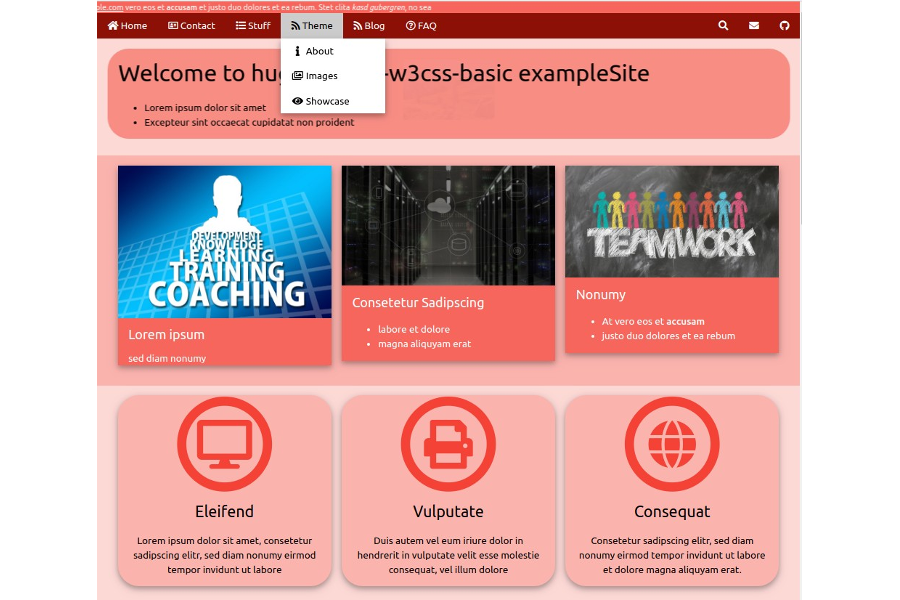 ple.com vero eos et accusam et justo duo dolores et ea rebum. Stet clita kasd gubergren, no sea
Home Contact Stuff Theme Blog FAQ
About
Images
Showcase
Welcome to hu -w3css-basic exampleSite
Lorem ipsum dolor sit amet
Excepteur sint occaecat cupidatat non proident
DEVELOPMENT
KNOWLEDGE
LEARNING
TRAINING
COACHING
Lorem ipsum
sed diam nonumy
Consetetur Sadipscing
labore et dolore
magna aliquyam erat
TEAMWORK
Nonumy
At vero eos et accusam
justo duo dolores et ea rebum
Eleifend
Lorem ipsum dolor sit amet, consetetur
sadipscing elitr, sed diam nonumy eirmod
tempor invidunt ut labore
Vulputate
Duis autem vel eum iriure dolor in
hendrerit in vulputate velit esse molestie
consequat, vel illum dolore
Consequat
Consetetur sadipscing elitr, sed diam
nonumy eirmod tempor invidunt ut labore
et dolore magna aliquyam erat.